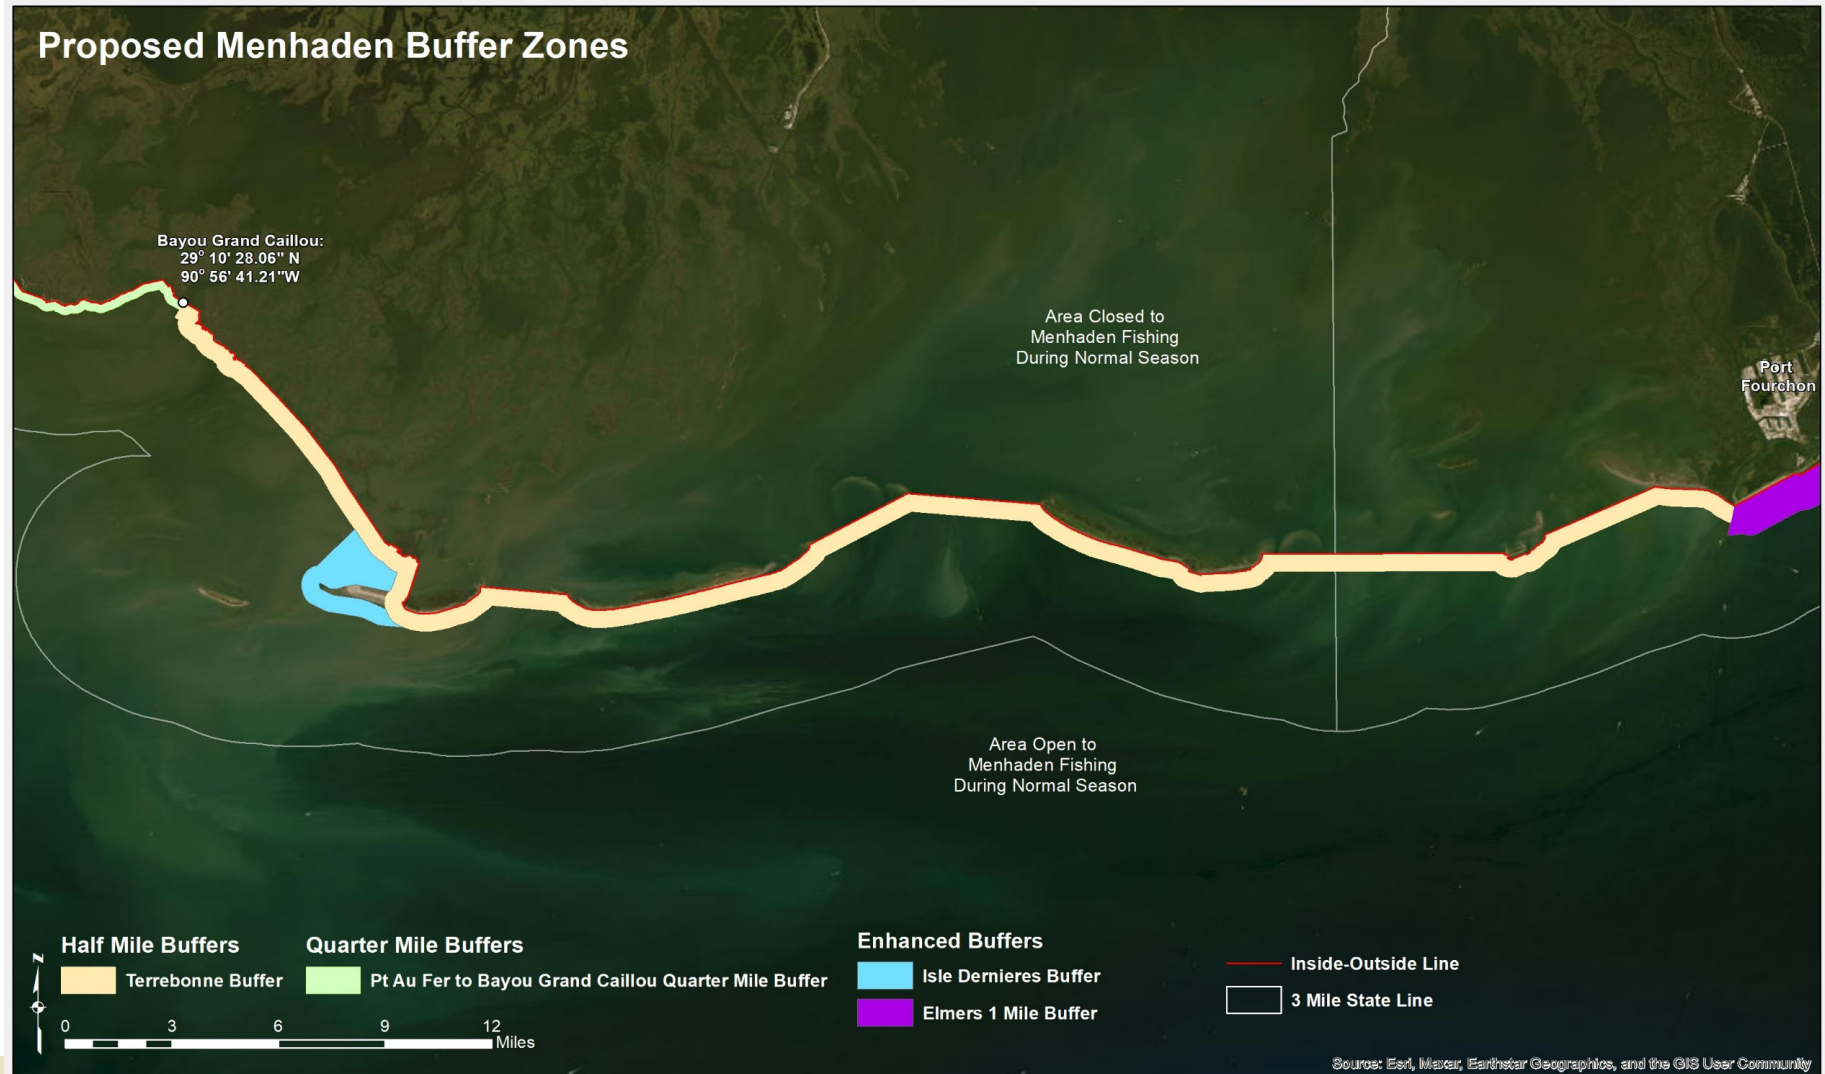 Proposed Menhaden Buffer Zones
Bayou Grand Caillou:
29° 10' 28.06" N
90° 56' 41.21"W
Area Closed to
Menhaden Fishing
During Normal Season
Port
Fourchon
Area Open to
Menhaden Fishing
During Normal Season
Half Mile Buffers
Terrebonne Buffer
Quarter Mile Buffers
Pt Au Fer to Bayou Grand Caillou Quarter Mile Buffer
Enhanced Buffers
Isle Dernieres Buffer
Elmers 1 Mile Buffer
Inside-Outside Line
3 Mile State Line
N
0 3 6 9 12
Miles
Source: Esri, Maxar, Earthstar Geographics, and the GIS User Community